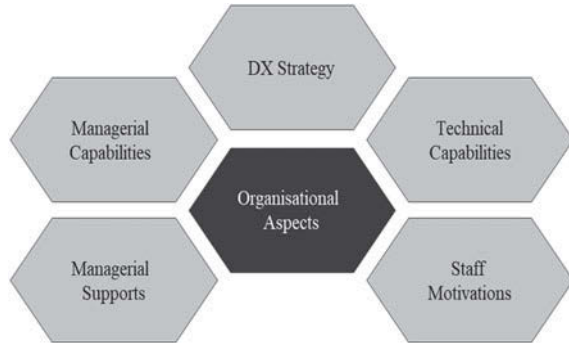 DX Strategy
Managerial
Capabilities
Technical
Capabilities
Organisational
Aspects
Managerial
Supports
Staff
Motivations